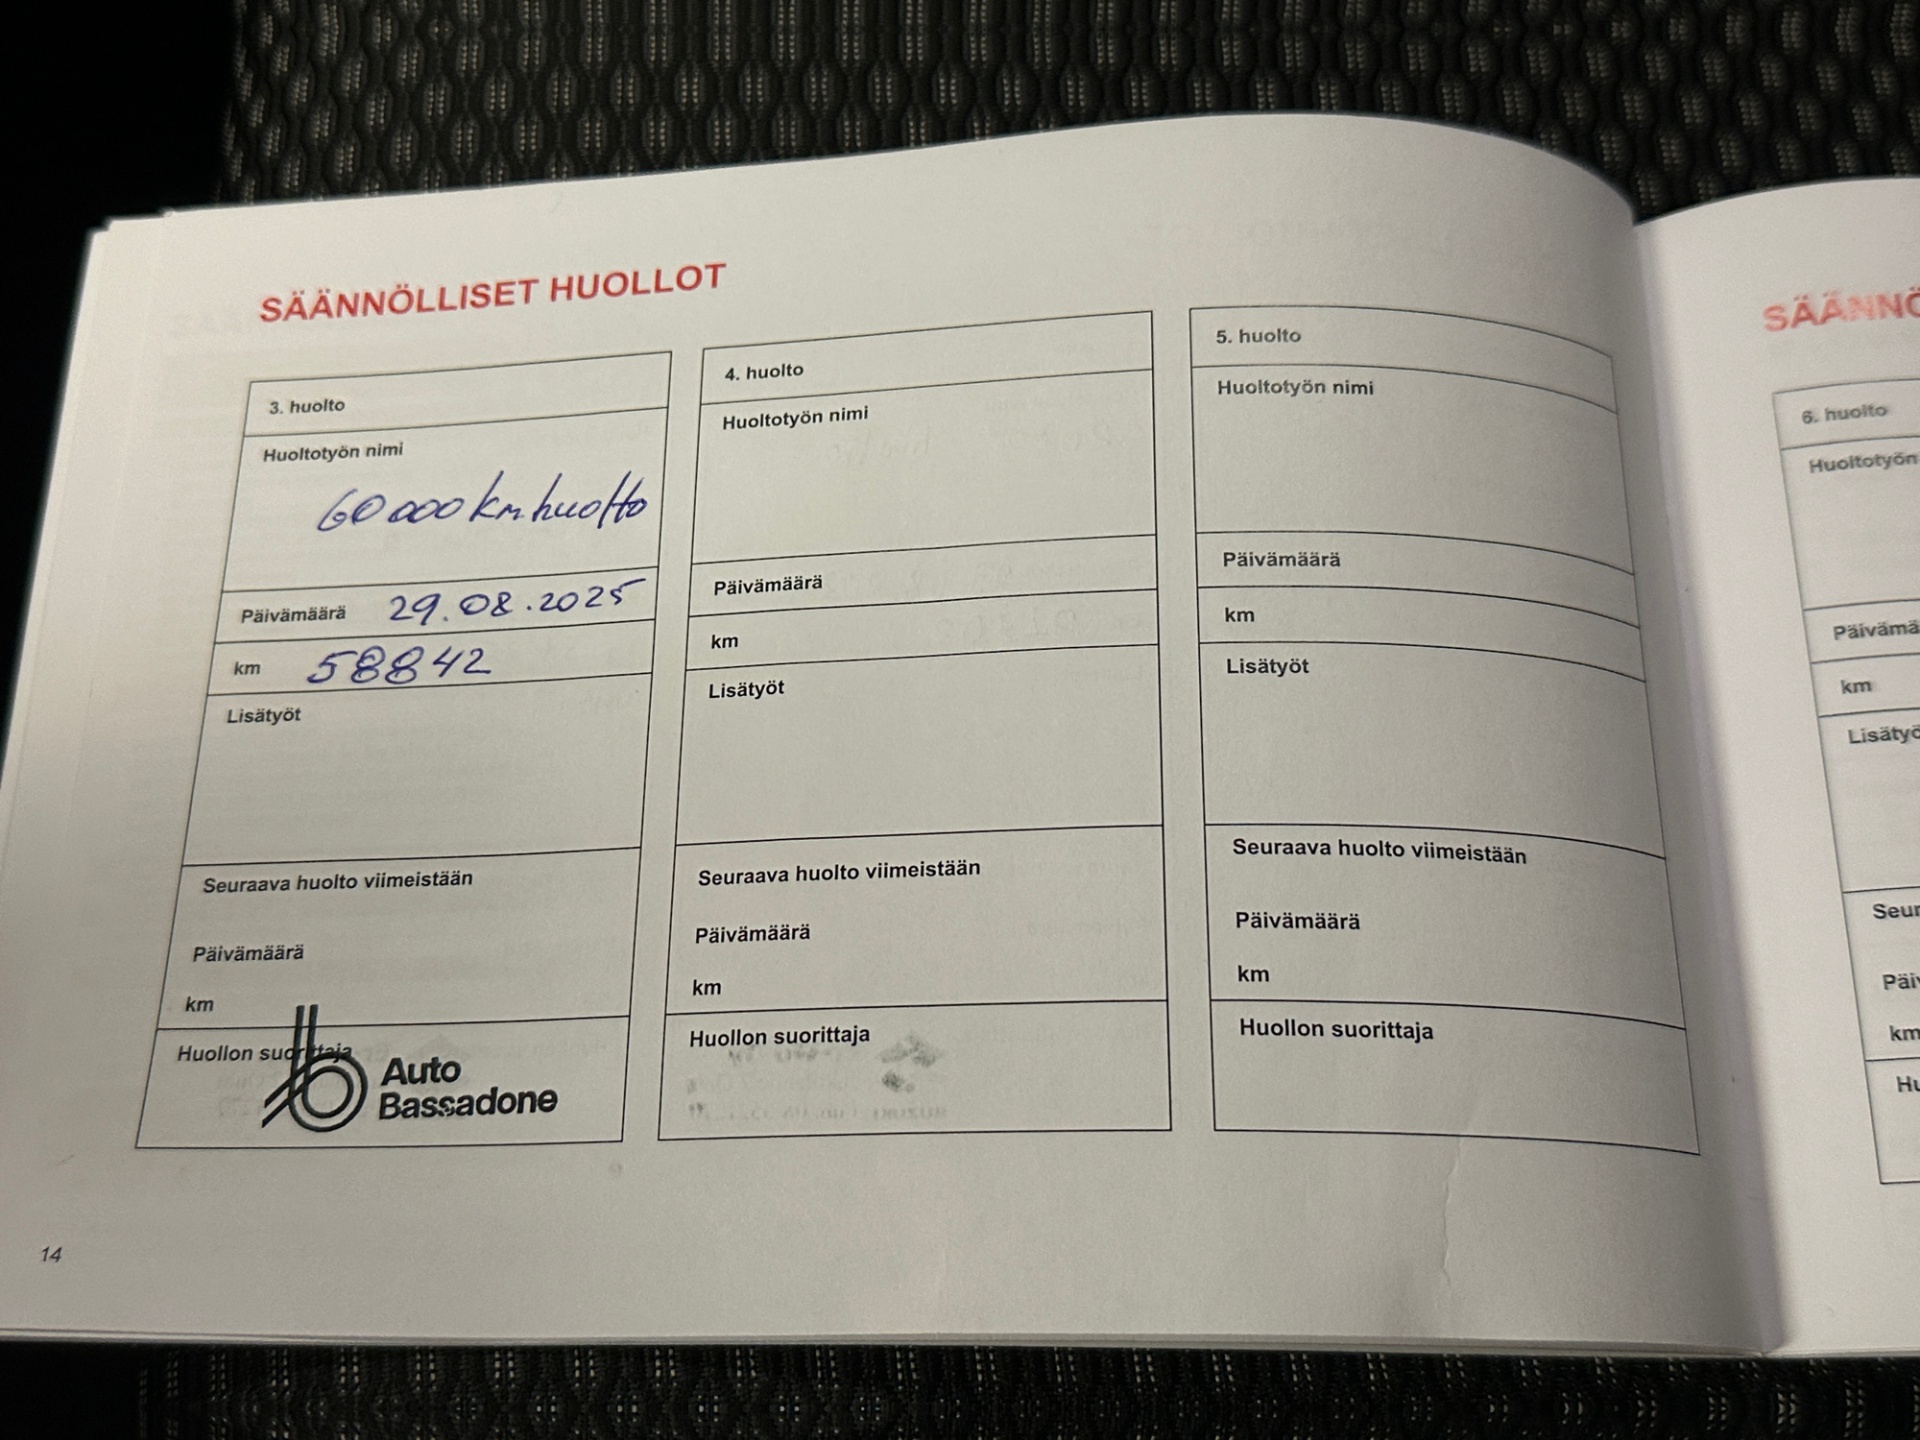 SÄÄNNÖLLISET HUOLLOT
3. huolto
Huoltotyön nimi
60 000 km huolto
Päivämäärä 29.08.2025
km 58842
Lisätyöt
Seuraava huolto viimeistään
Päivämäärä
km
Huollon suorittaja
Auto
Bassadone
4. huolto
Huoltotyön nimi
Päivämäärä
km
Lisätyöt
Seuraava huolto viimeistään
Päivämäärä
km
Huollon suorittaja
5. huolto
Huoltotyön nimi
Päivämäärä
km
Lisätyöt
Seuraava huolto viimeistään
Päivämäärä
km
Huollon suorittaja
14
SÄÄNNÖ
6. huolto
Huoltotyön
Päivämä
km
Lisätyö
Seur
Päiv
km
Hu